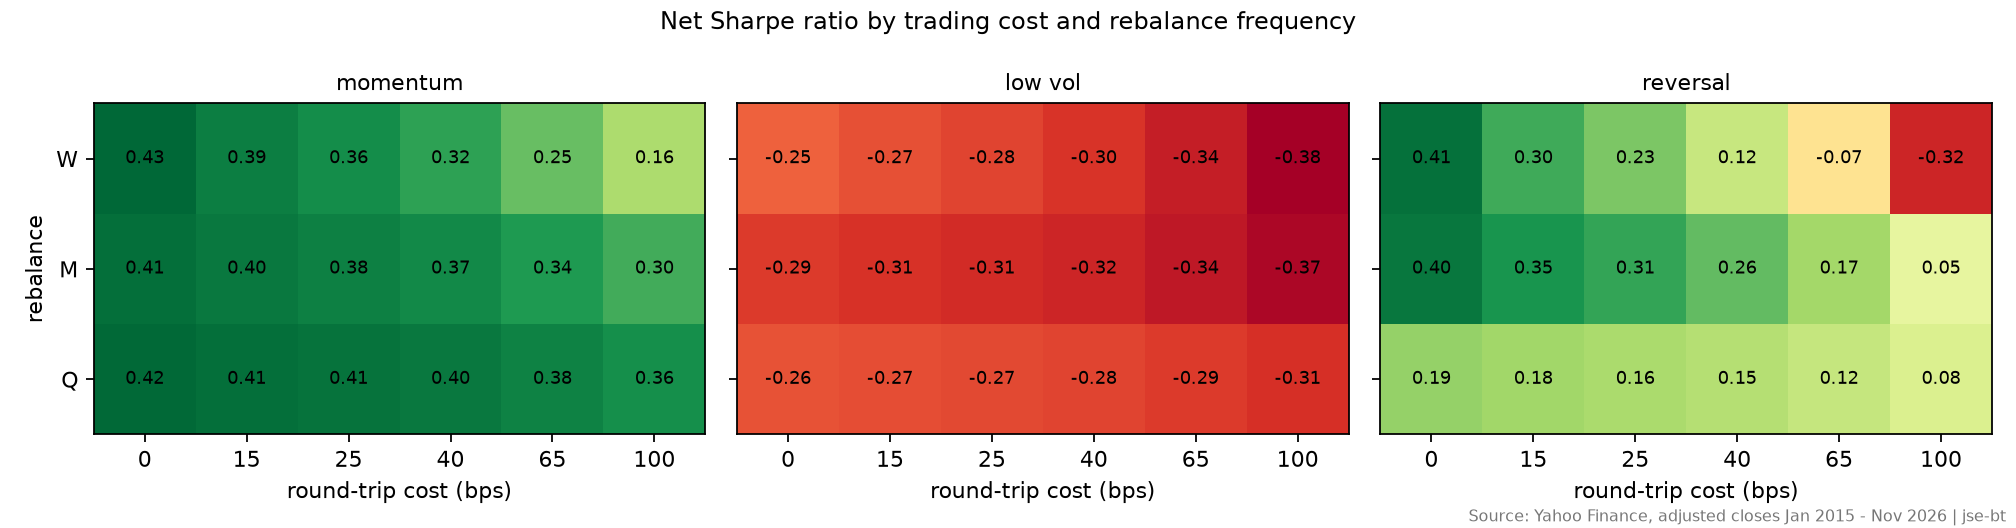 Net Sharpe ratio by trading cost and rebalance frequency
momentum
low vol
reversal
rebalance
W
0.43 0.39 0.36 0.32 0.25 0.16
-0.25 -0.27 -0.28 -0.30 -0.34 -0.38
0.41 0.30 0.23 0.12 -0.07 -0.32
M
0.41 0.40 0.38 0.37 0.34 0.30
-0.29 -0.31 -0.31 -0.32 -0.34 -0.37
0.40 0.35 0.31 0.26 0.17 0.05
Q
0.42 0.41 0.41 0.40 0.38 0.36
-0.26 -0.27 -0.27 -0.28 -0.29 -0.31
0.19 0.18 0.16 0.15 0.12 0.08
0 15 25 40 65 100
0 15 25 40 65 100
0 15 25 40 65 100
round-trip cost (bps)
round-trip cost (bps)
round-trip cost (bps)
Source: Yahoo Finance, adjusted closes Jan 2015 - Nov 2026 | jse-bt